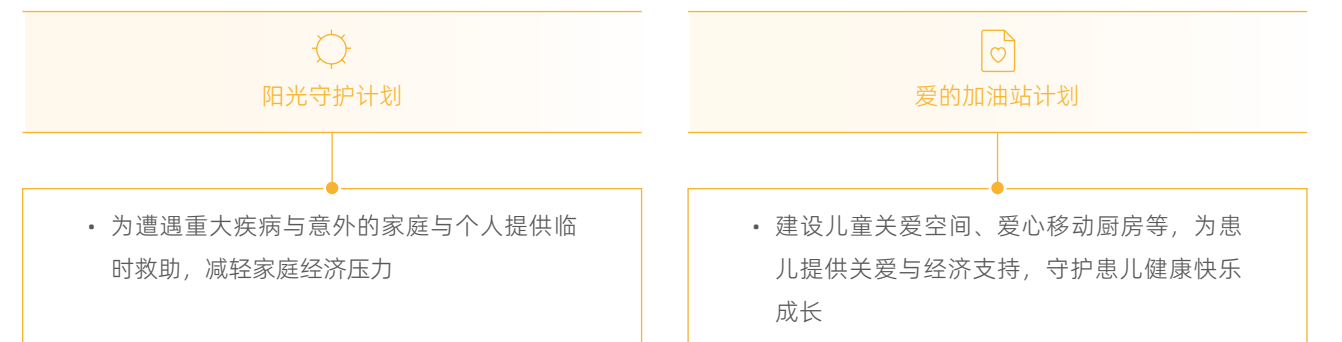 阳光守护计划
• 为遭遇重大疾病与意外的家庭与个人提供临
时救助，减轻家庭经济压力
爱的加油站计划
• 建设儿童关爱空间、爱心移动厨房等，为患
儿提供关爱与经济支持，守护患儿健康快乐
成长